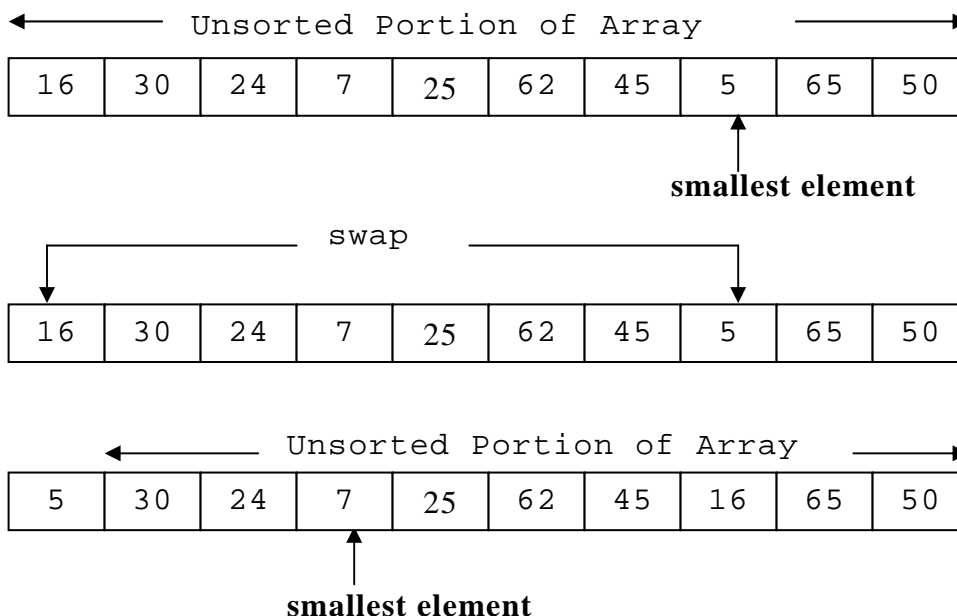 Unsorted Portion of Array
16 30 24 7 25 62 45 5 65 50
smallest element
swap
16 30 24 7 25 62 45 5 65 50
Unsorted Portion of Array
5 30 24 7 25 62 45 16 65 50
smallest element